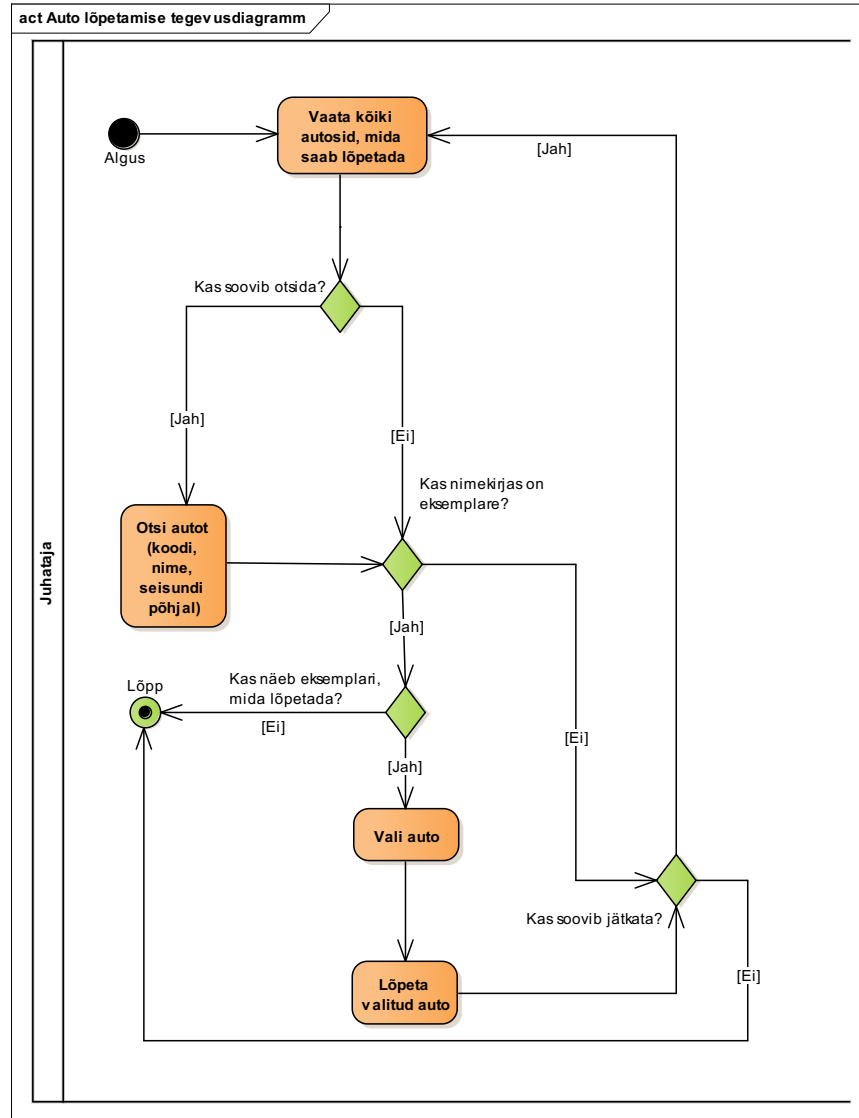 act Auto lõpetamise tegevusdiagramm
Juhataja
Algus
Vaata kõiki
autosid, mida
saab lõpetada
[Jah]
Kas soovib otsida?
[Jah]
[Ei]
Kas nimekirjas on
eksemplare?
Otsi autot
(koodi,
nime,
seisundi
põhjal)
[Jah]
Kas näeb eksemplari,
mida lõpetada?
Lõpp
[Ei]
[Ei]
[Jah]
Vali auto
Kas soovib jätkata?
[Ei]
Lõpeta
valitud auto